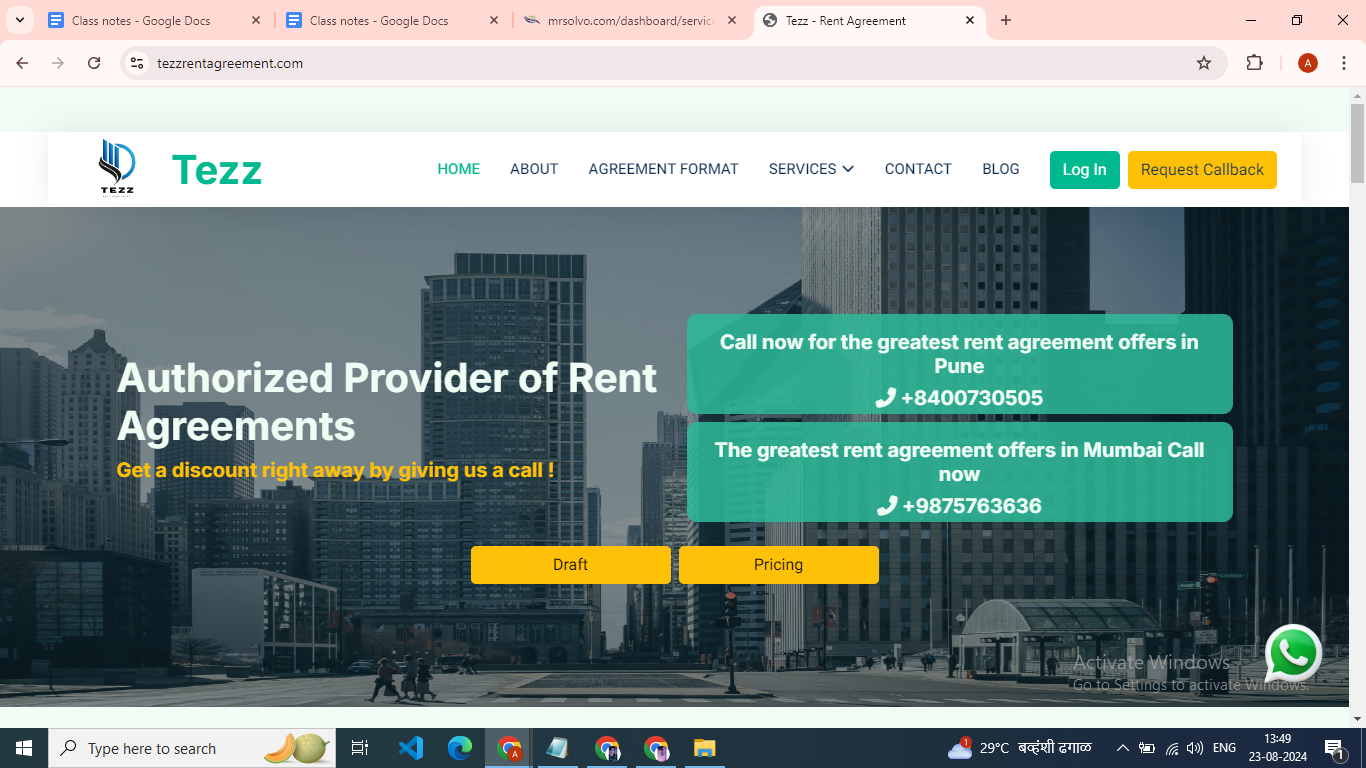 Class notes - Google Docs
Class notes - Google Docs
mrsolvo.com/dashboard/service
Tezz - Rent Agreement
tezzrentagreement.com
A
TEZZ
Tezz
HOME
ABOUT
AGREEMENT FORMAT
SERVICES
CONTACT
BLOG
Log In
Request Callback
Authorized Provider of Rent
Agreements
Get a discount right away by giving us a call !
Call now for the greatest rent agreement offers in
Pune
+8400730505
The greatest rent agreement offers in Mumbai Call
now
+9875763636
Draft
Pricing
Activate Windows
Go to Settings to activate Windows.
Type here to search
A
1
29°C बव्हंशी ढगाळ
ENG
13:49
23-08-2024
1